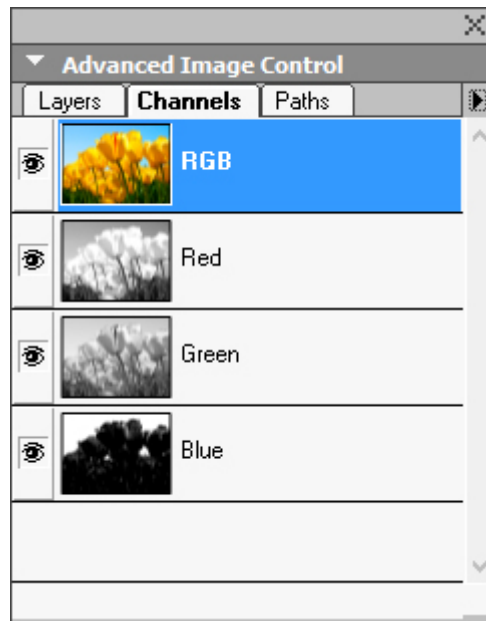 Advanced Image Control
Layers Channels Paths
RGB
Red
Green
Blue